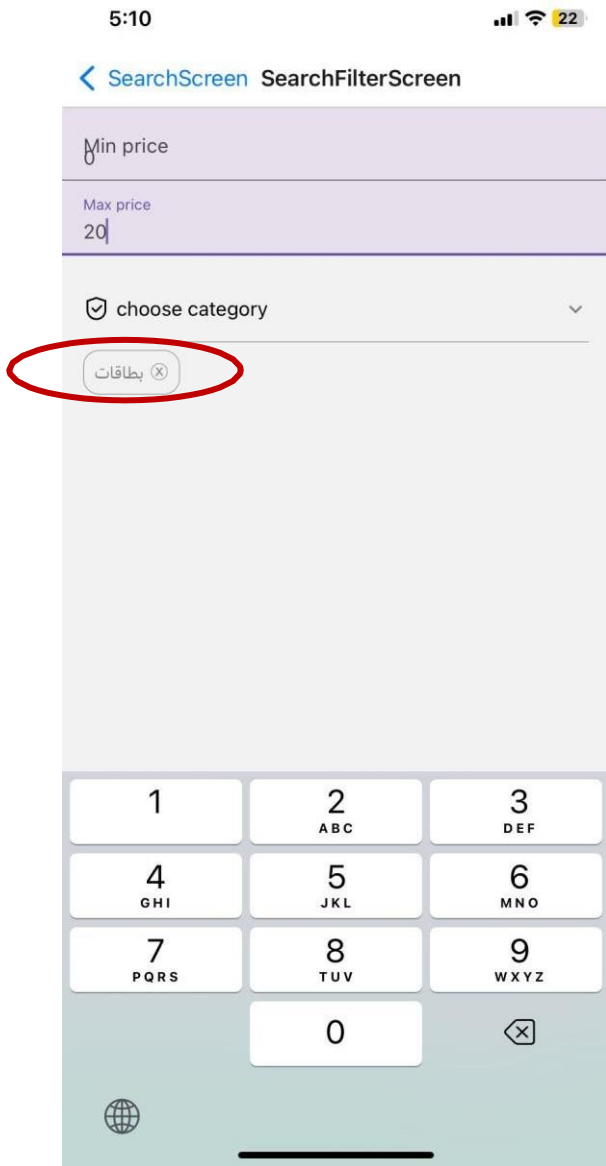 5:10 22
SearchScreen SearchFilterScreen
Min price
0
Max price
20
choose category
بطاقات
1 2 3
ABC DEF
4 5 6
GHI JKL MNO
7 8 9
PQRS TUV WXYZ
0